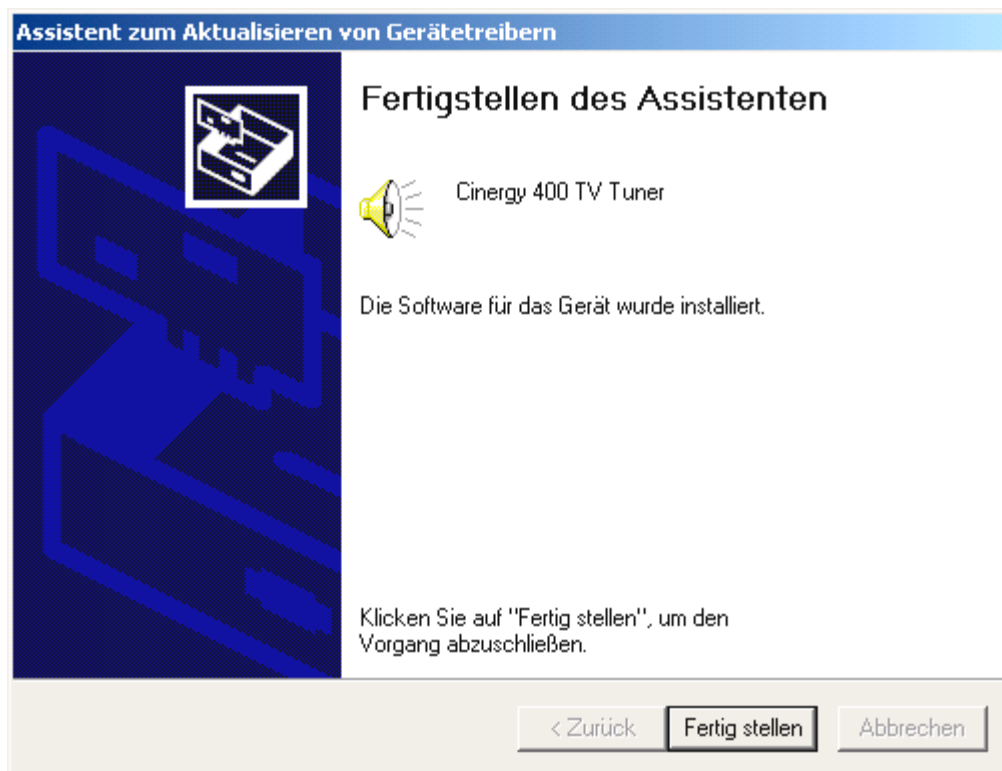 Assistent zum Aktualisieren von Gerätetreibern
Fertigstellen des Assistenten
Cinergy 400 TV Tuner
Die Software für das Gerät wurde installiert.
Klicken Sie auf "Fertig stellen", um den
Vorgang abzuschließen.
< Zurück Fertig stellen Abbrechen